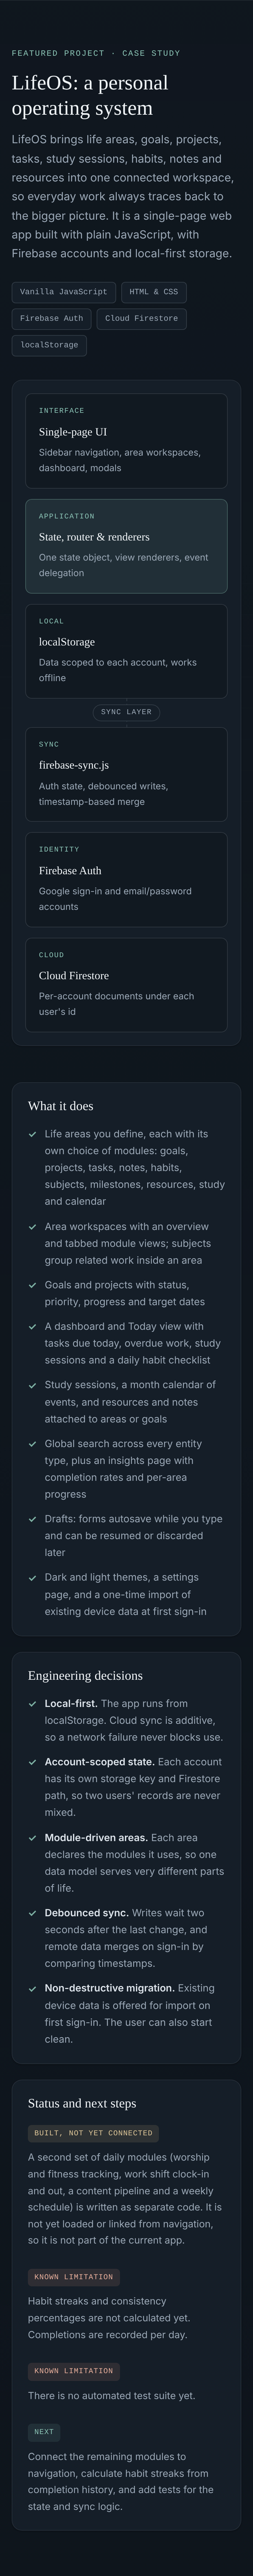 FEATURED PROJECT · CASE STUDY
LifeOS: a personal
operating system
LifeOS brings life areas, goals, projects,
tasks, study sessions, habits, notes and
resources into one connected workspace,
so everyday work always traces back to
the bigger picture. It is a single-page web
app built with plain JavaScript, with
Firebase accounts and local-first storage.
Vanilla JavaScript
HTML & CSS
Firebase Auth
Cloud Firestore
localStorage
INTERFACE
Single-page UI
Sidebar navigation, area workspaces,
dashboard, modals
APPLICATION
State, router & renderers
One state object, view renderers, event
delegation
LOCAL
localStorage
Data scoped to each account, works
offline
SYNC LAYER
SYNC
firebase-sync.js
Auth state, debounced writes,
timestamp-based merge
IDENTITY
Firebase Auth
Google sign-in and email/password
accounts
CLOUD
Cloud Firestore
Per-account documents under each
user's id
What it does
✓ Life areas you define, each with its
own choice of modules: goals,
projects, tasks, notes, habits,
subjects, milestones, resources, study
and calendar
✓ Area workspaces with an overview
and tabbed module views; subjects
group related work inside an area
✓ Goals and projects with status,
priority, progress and target dates
✓ A dashboard and Today view with
tasks due today, overdue work, study
sessions and a daily habit checklist
✓ Study sessions, a month calendar of
events, and resources and notes
attached to areas or goals
✓ Global search across every entity
type, plus an insights page with
completion rates and per-area
progress
✓ Drafts: forms autosave while you type
and can be resumed or discarded
later
✓ Dark and light themes, a settings
page, and a one-time import of
existing device data at first sign-in
Engineering decisions
✓ Local-first. The app runs from
localStorage. Cloud sync is additive,
so a network failure never blocks use.
✓ Account-scoped state. Each account
has its own storage key and Firestore
path, so two users' records are never
mixed.
✓ Module-driven areas. Each area
declares the modules it uses, so one
data model serves very different parts
of life.
✓ Debounced sync. Writes wait two
seconds after the last change, and
remote data merges on sign-in by
comparing timestamps.
✓ Non-destructive migration. Existing
device data is offered for import on
first sign-in. The user can also start
clean.
Status and next steps
BUILT, NOT YET CONNECTED
A second set of daily modules (worship
and fitness tracking, work shift clock-in
and out, a content pipeline and a weekly
schedule) is written as separate code. It is
not yet loaded or linked from navigation,
so it is not part of the current app.
KNOWN LIMITATION
Habit streaks and consistency
percentages are not calculated yet.
Completions are recorded per day.
KNOWN LIMITATION
There is no automated test suite yet.
NEXT
Connect the remaining modules to
navigation, calculate habit streaks from
completion history, and add tests for the
state and sync logic.